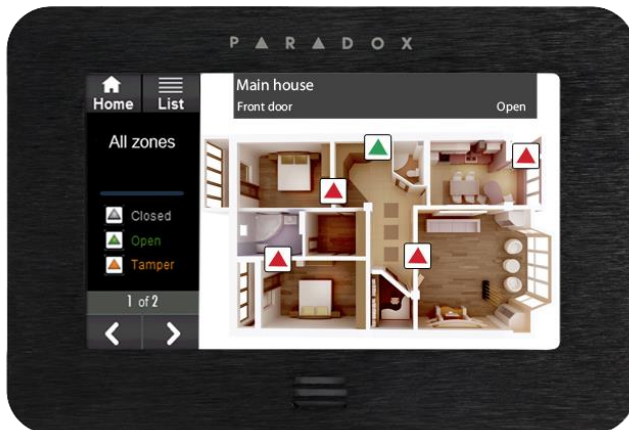 PARADOX
Home List
Main house
Front door Open
All zones
Closed
Open
Tamper
1 of 2